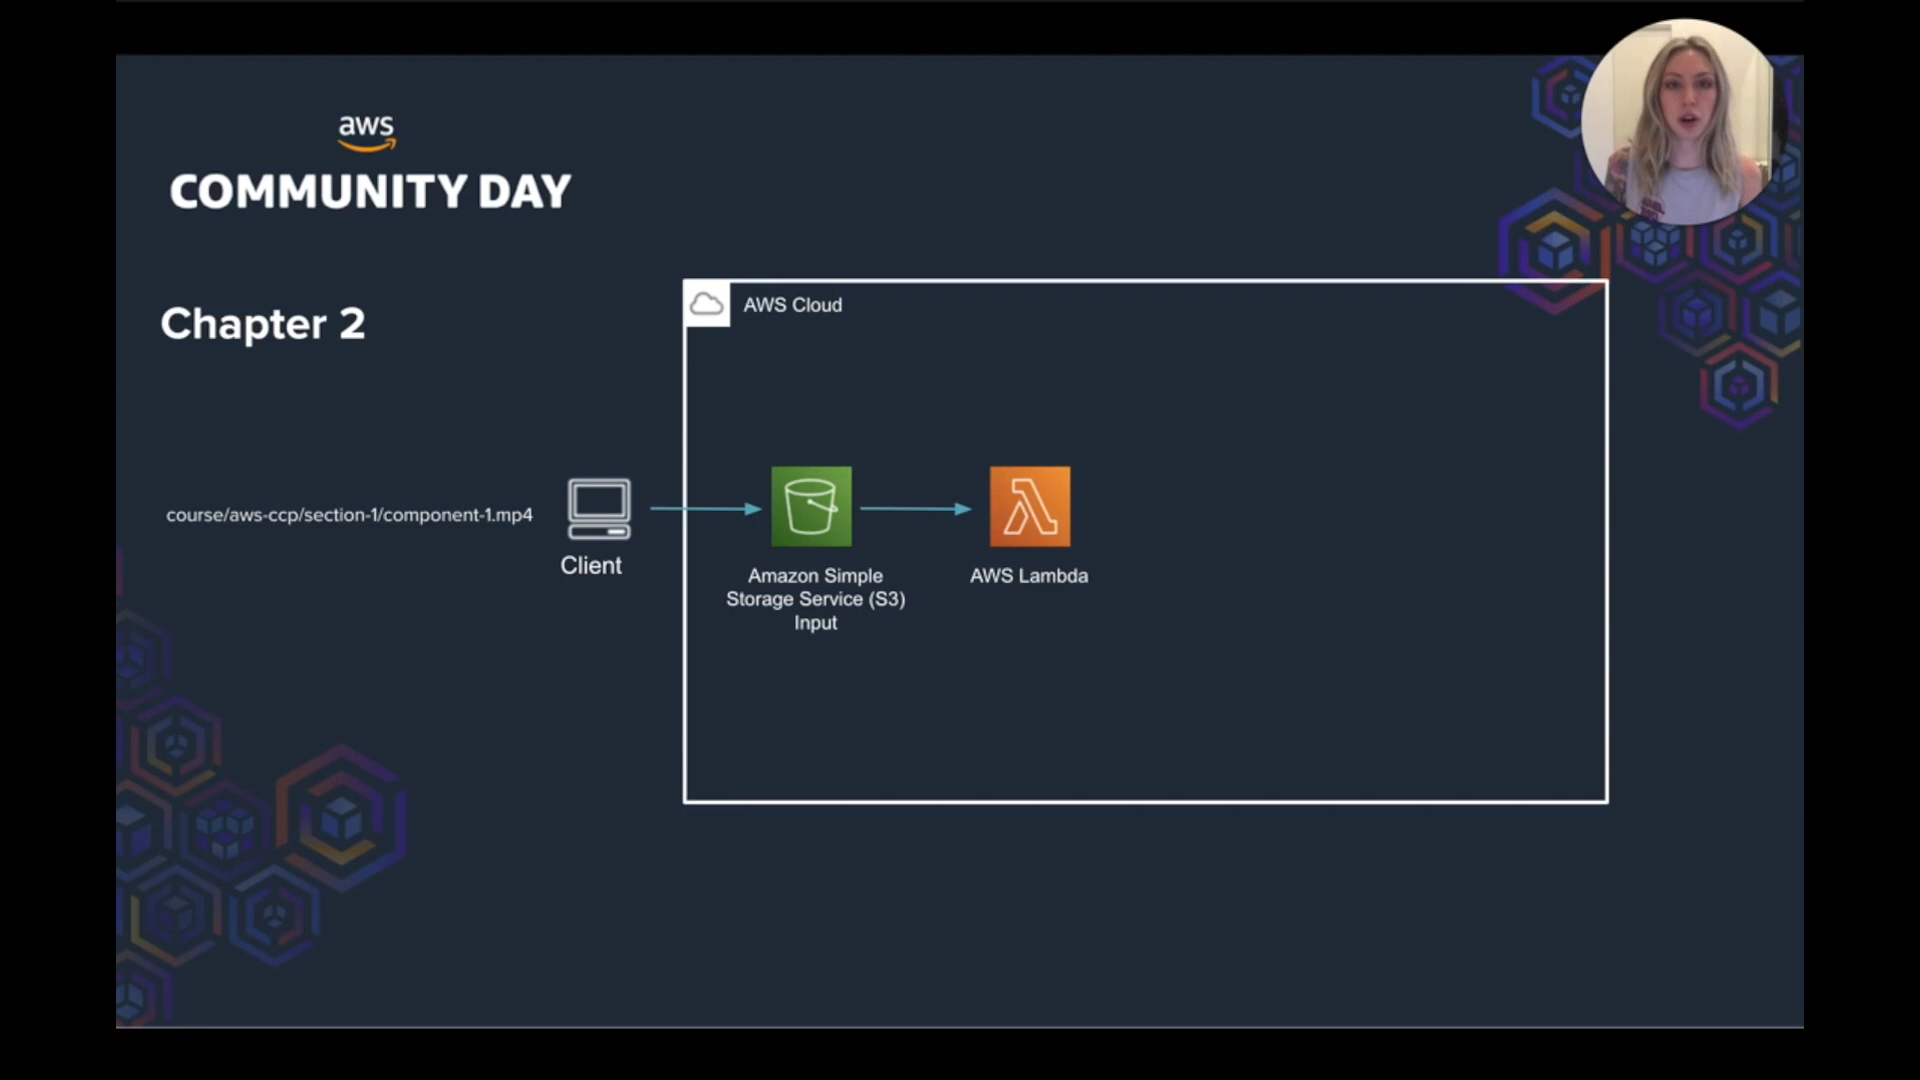 aws
COMMUNITY DAY
Chapter 2
AWS Cloud
course/aws-ccp/section-1/component-1.mp4
Client
Amazon Simple
Storage Service (S3)
Input
AWS Lambda